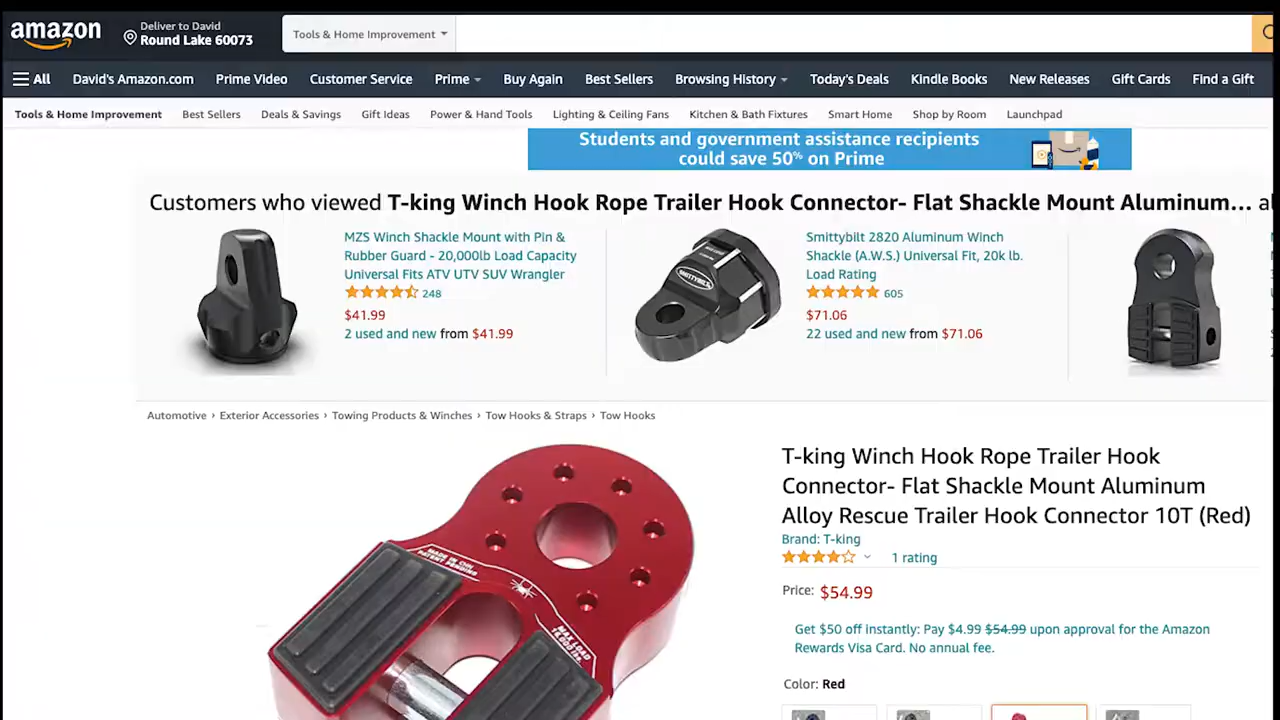 amazon
Deliver to David
Round Lake 60073
Tools & Home Improvement
All David's Amazon.com Prime Video Customer Service Prime Buy Again Best Sellers Browsing History Today's Deals Kindle Books New Releases Gift Cards Find a Gift
Tools & Home Improvement Best Sellers Deals & Savings Gift Ideas Power & Hand Tools Lighting & Ceiling Fans Kitchen & Bath Fixtures Smart Home Shop by Room Launchpad
Students and government assistance recipients
could save 50% on Prime
Customers who viewed T-king Winch Hook Rope Trailer Hook Connector- Flat Shackle Mount Aluminum... al
MZS Winch Shackle Mount with Pin &
Rubber Guard - 20,000lb Load Capacity
Universal Fits ATV UTV SUV Wrangler
248
$41.99
2 used and new from $41.99
SMITTYBILT
Smittybilt 2820 Aluminum Winch
Shackle (A.W.S.) Universal Fit, 20k lb.
Load Rating
605
$71.06
22 used and new from $71.06
Automotive › Exterior Accessories › Towing Products & Winches › Tow Hooks & Straps › Tow Hooks
T-king Winch Hook Rope Trailer Hook
Connector- Flat Shackle Mount Aluminum
Alloy Rescue Trailer Hook Connector 10T (Red)
Brand: T-king
1 rating
Price: $54.99
Get $50 off instantly: Pay $4.99 $54.99 upon approval for the Amazon
Rewards Visa Card. No annual fee.
Color: Red
MADE IN
PATENT PENDING
MAX LOAD